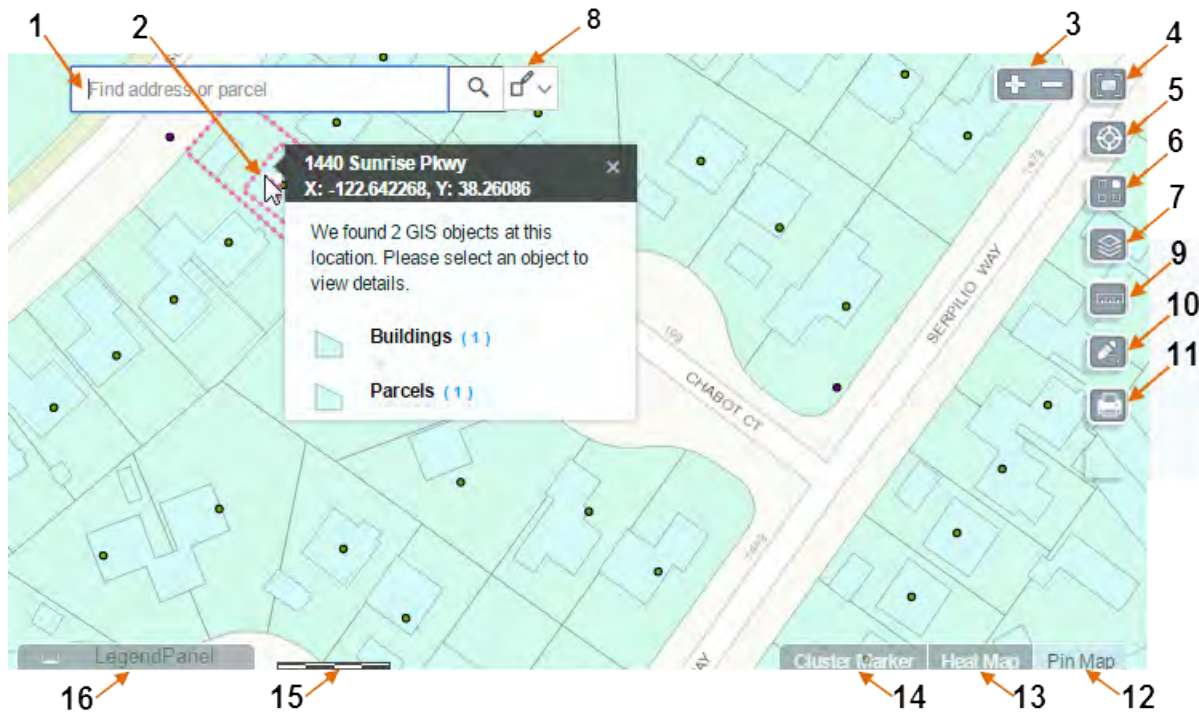 1
2
8
3
4
Find address or parcel
5
1440 Sunrise Pkwy
X: -122.642268, Y: 38.26086
6
We found 2 GIS objects at this
location. Please select an object to
view details.
7
9
Buildings ( 1 )
10
Parcels ( 1 )
11
SERPILIO WAY
CHABOT CT
LegendPanel
Cluster Marker
Heat Map
Pin Map
16
15
14
13
12